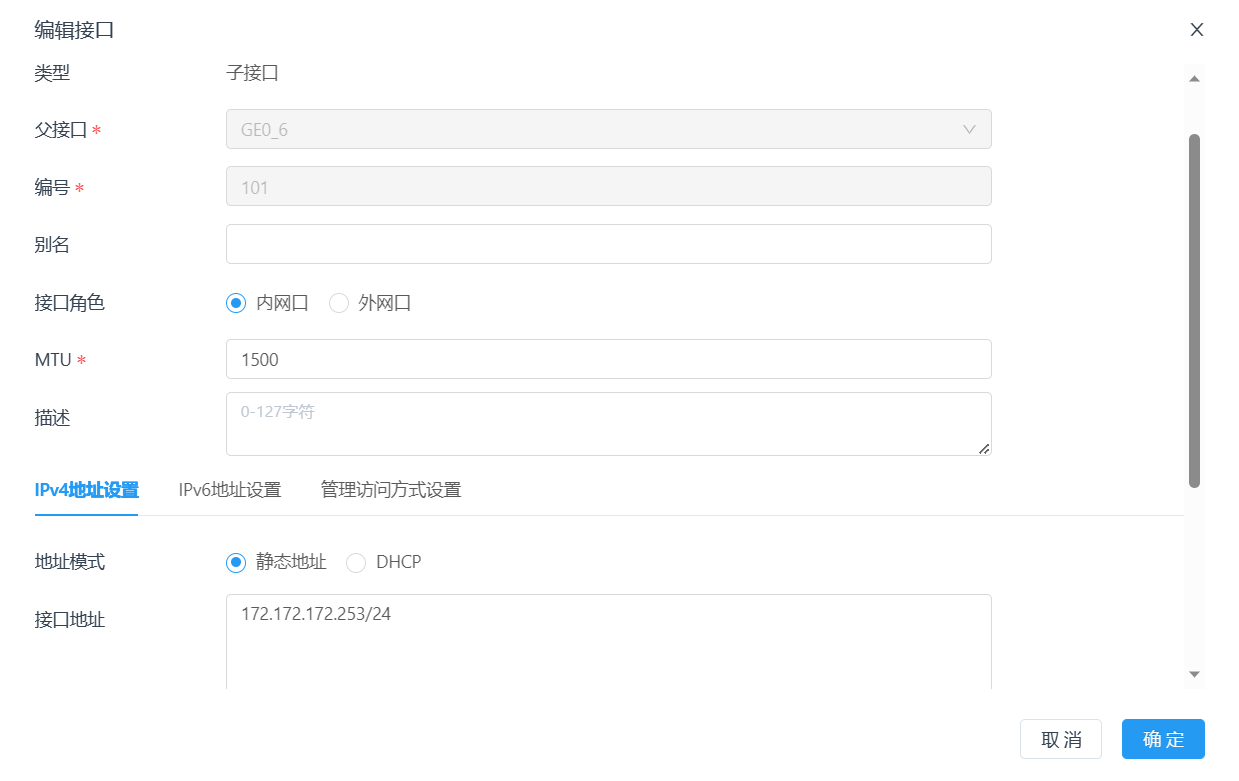 编辑接口
类型 子接口
父接口 * GE0_6
编号 * 101
别名
接口角色 内网口 外网口
MTU * 1500
描述 0-127字符
IPv4地址设置 IPv6地址设置 管理访问方式设置
地址模式 静态地址 DHCP
接口地址 172.172.172.253/24
取消 确定